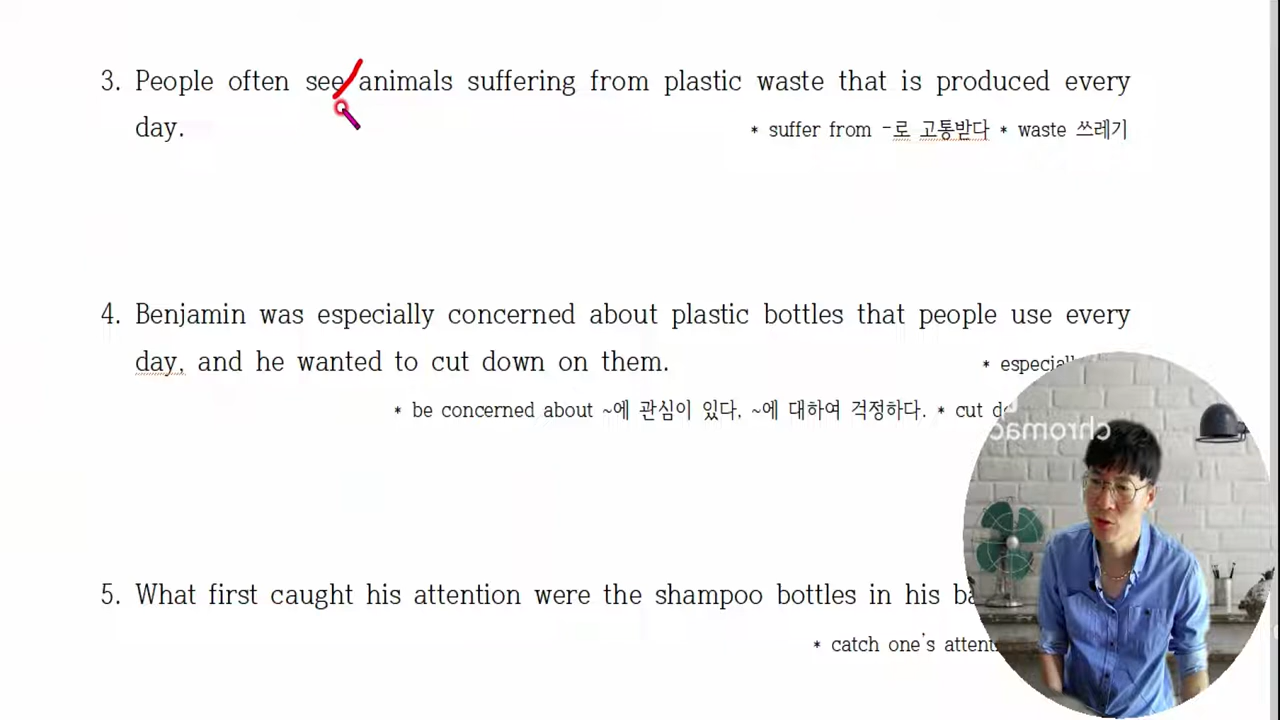 3. People often see animals suffering from plastic waste that is produced every
day.
* suffer from -로 고통받다 * waste 쓰레기
4. Benjamin was especially concerned about plastic bottles that people use every
day, and he wanted to cut down on them.
* be concerned about ~에 관심이 있다, ~에 대하여 걱정하다. * cut
5. What first caught his attention were the shampoo bottles in his
* catch one's